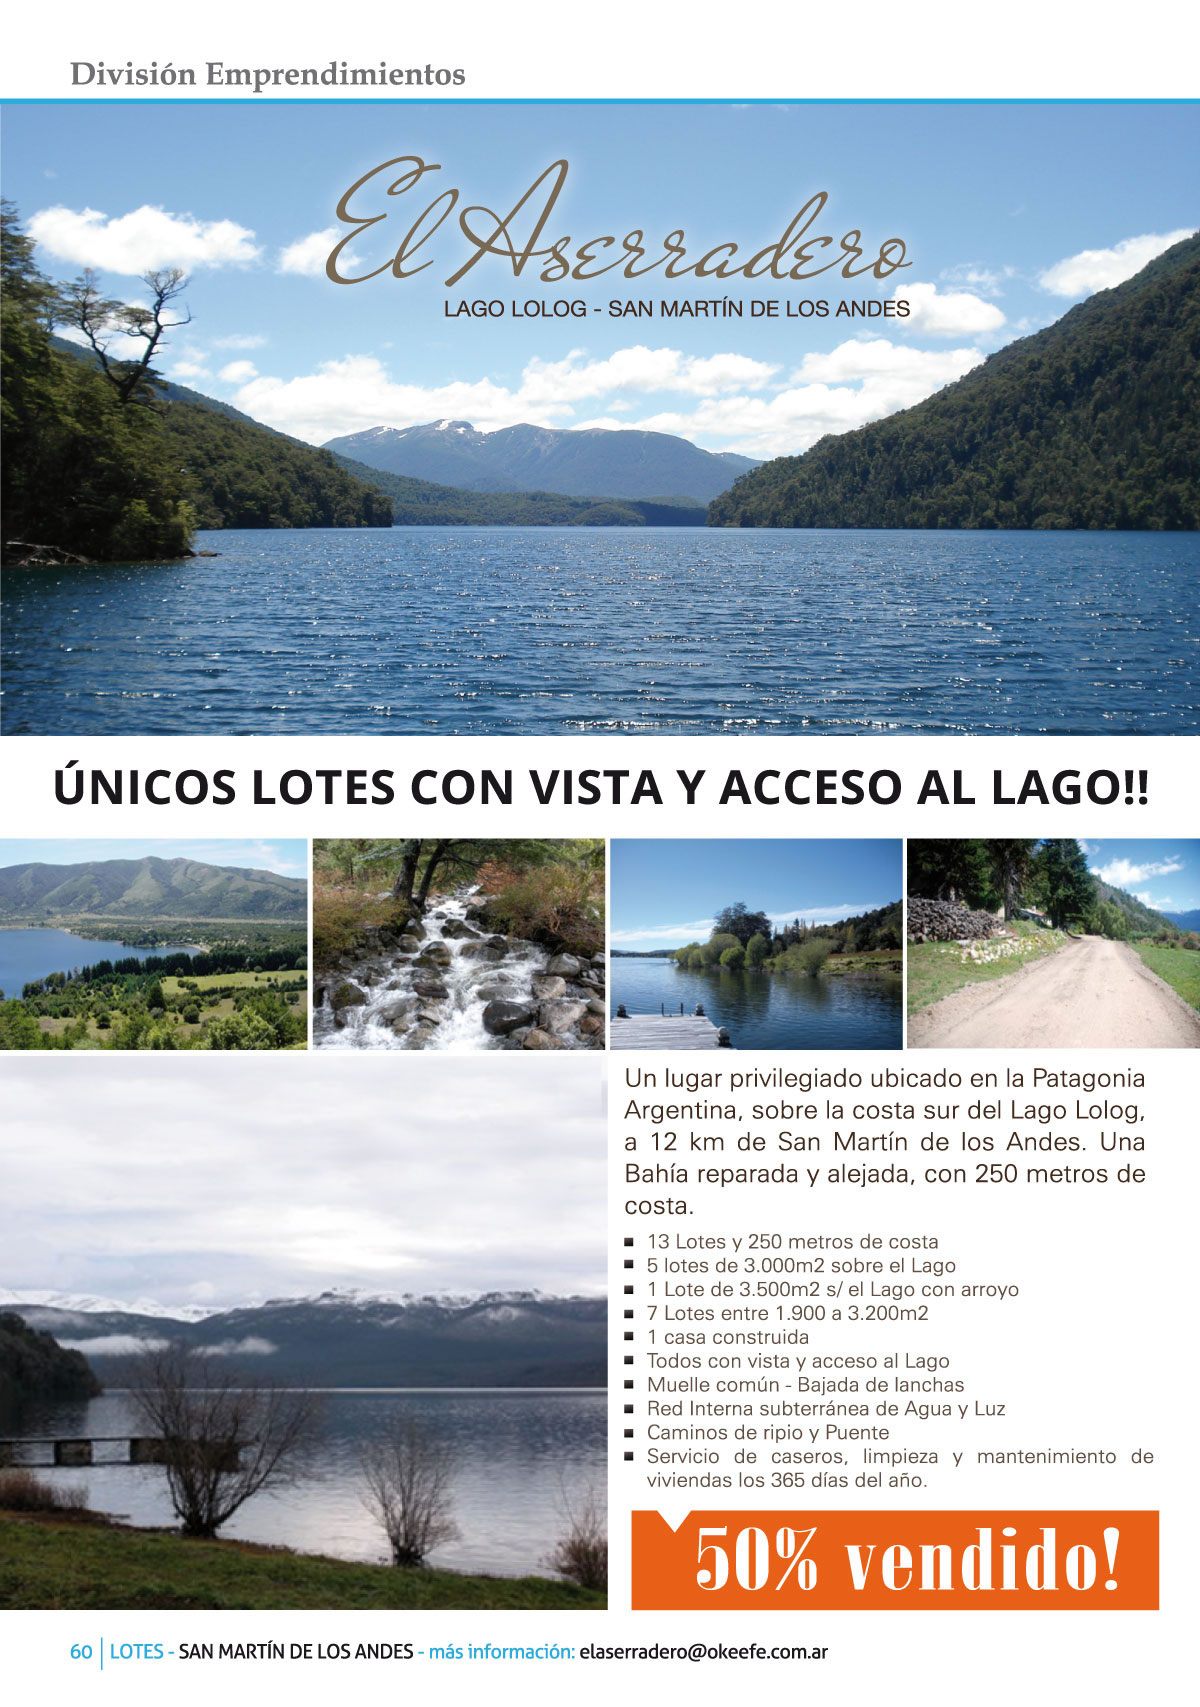 División Emprendimientos
El Aserradero
LAGO LOLOG - SAN MARTÍN DE LOS ANDES
ÚNICOS LOTES CON VISTA Y ACCESO AL LAGO!!
Un lugar privilegiado ubicado en la Patagonia
Argentina, sobre la costa sur del Lago Lolog,
a 12 km de San Martín de los Andes. Una
Bahía reparada y alejada, con 250 metros de
costa.
13 Lotes y 250 metros de costa
5 lotes de 3.000m2 sobre el Lago
1 Lote de 3.500m2 s/ el Lago con arroyo
7 Lotes entre 1.900 a 3.200m2
1 casa construida
Todos con vista y acceso al Lago
Muelle común - Bajada de lanchas
Red Interna subterránea de Agua y Luz
Caminos de ripio y Puente
Servicio de caseros, limpieza y mantenimiento de
viviendas los 365 días del año.
50% vendido!
60 | LOTES - SAN MARTÍN DE LOS ANDES - más información: elaserradero@okeefe.com.ar